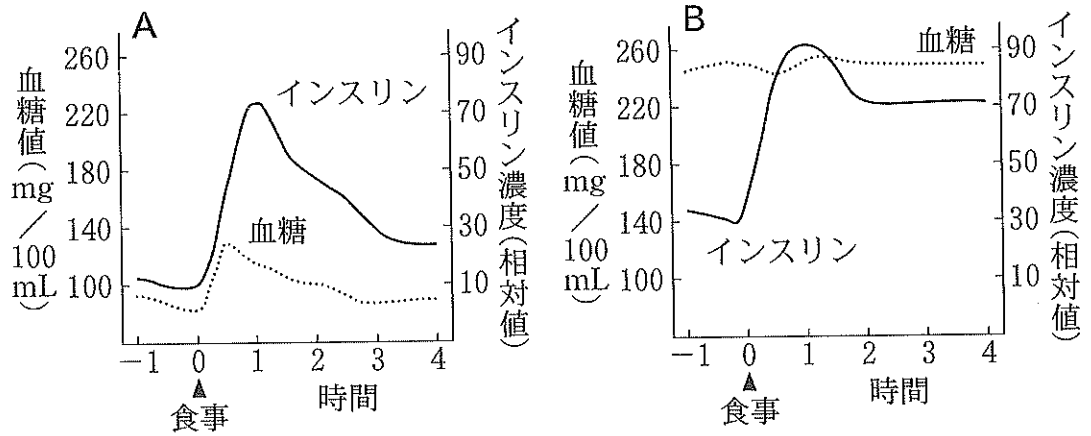 A
血糖値(mg/100mL)
260
220
180
140
100
インスリン
血糖
90
70
50
30
10
インスリン濃度(相対値)
−1 0 1 2 3 4
▲ 時間
食事
B
血糖値(mg/100mL)
260
220
180
140
100
血糖
インスリン
90
70
50
30
10
インスリン濃度(相対値)
−1 0 1 2 3 4
▲ 時間
食事